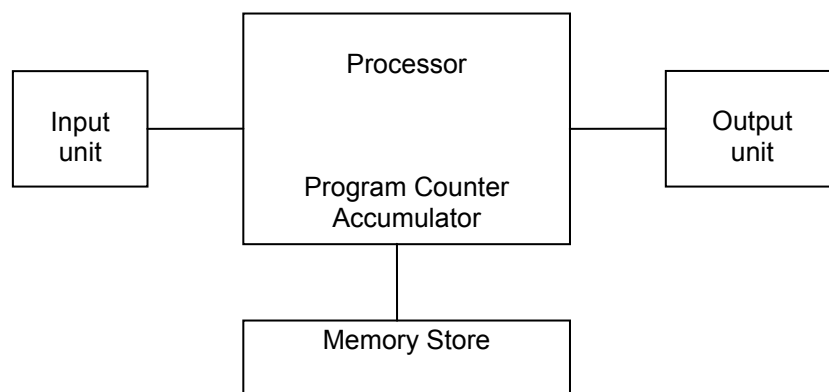 Processor
Input
unit
Output
unit
Program Counter
Accumulator
Memory Store